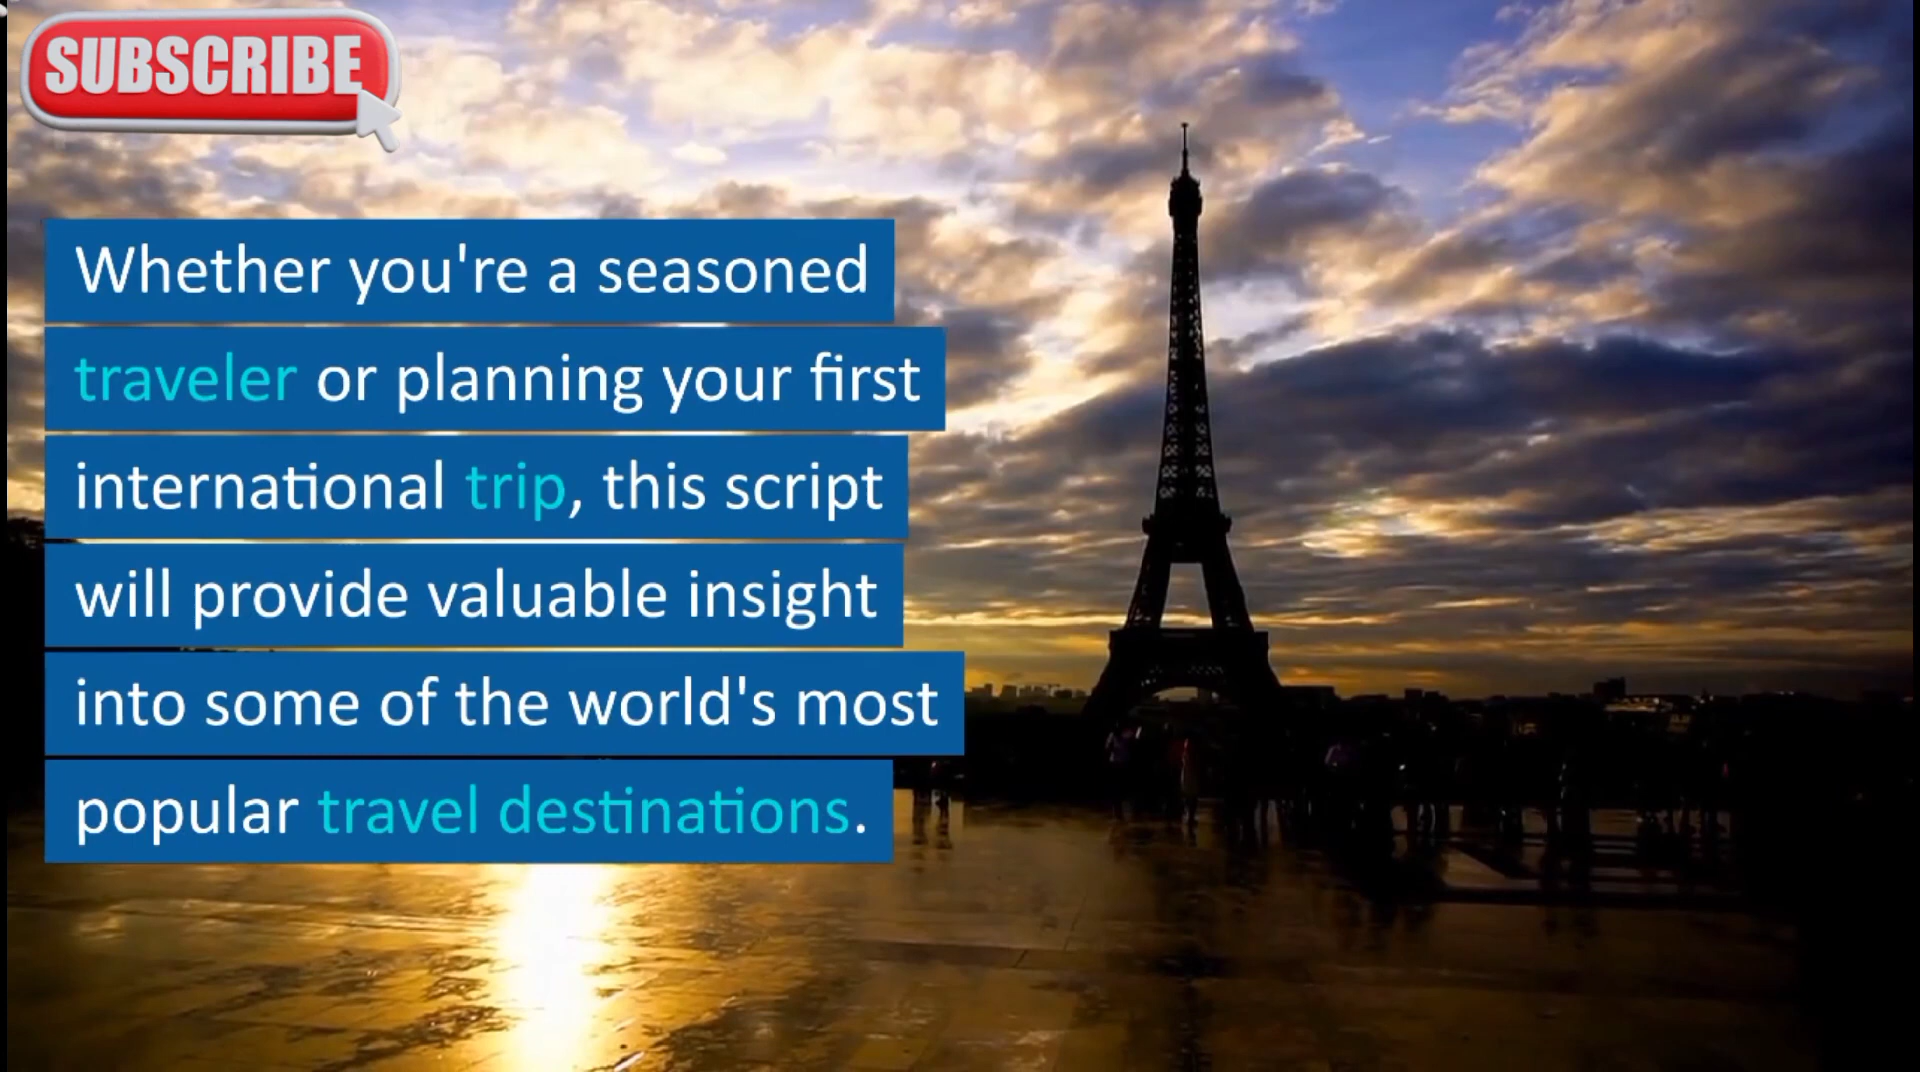 SUBSCRIBE
Whether you're a seasoned
traveler or planning your first
international trip, this script
will provide valuable insight
into some of the world's most
popular travel destinations.